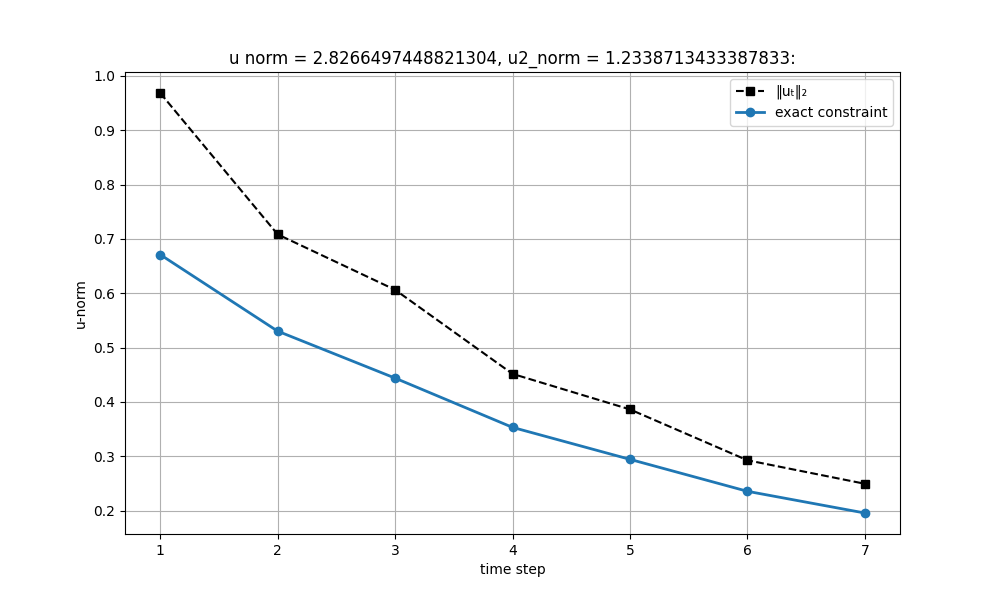 u norm = 2.8266497448821304, u2_norm = 1.2338713433387833:
‖uₜ‖₂
exact constraint
1.0
0.9
0.8
0.7
0.6
0.5
0.4
0.3
0.2
u-norm
1 2 3 4 5 6 7
time step